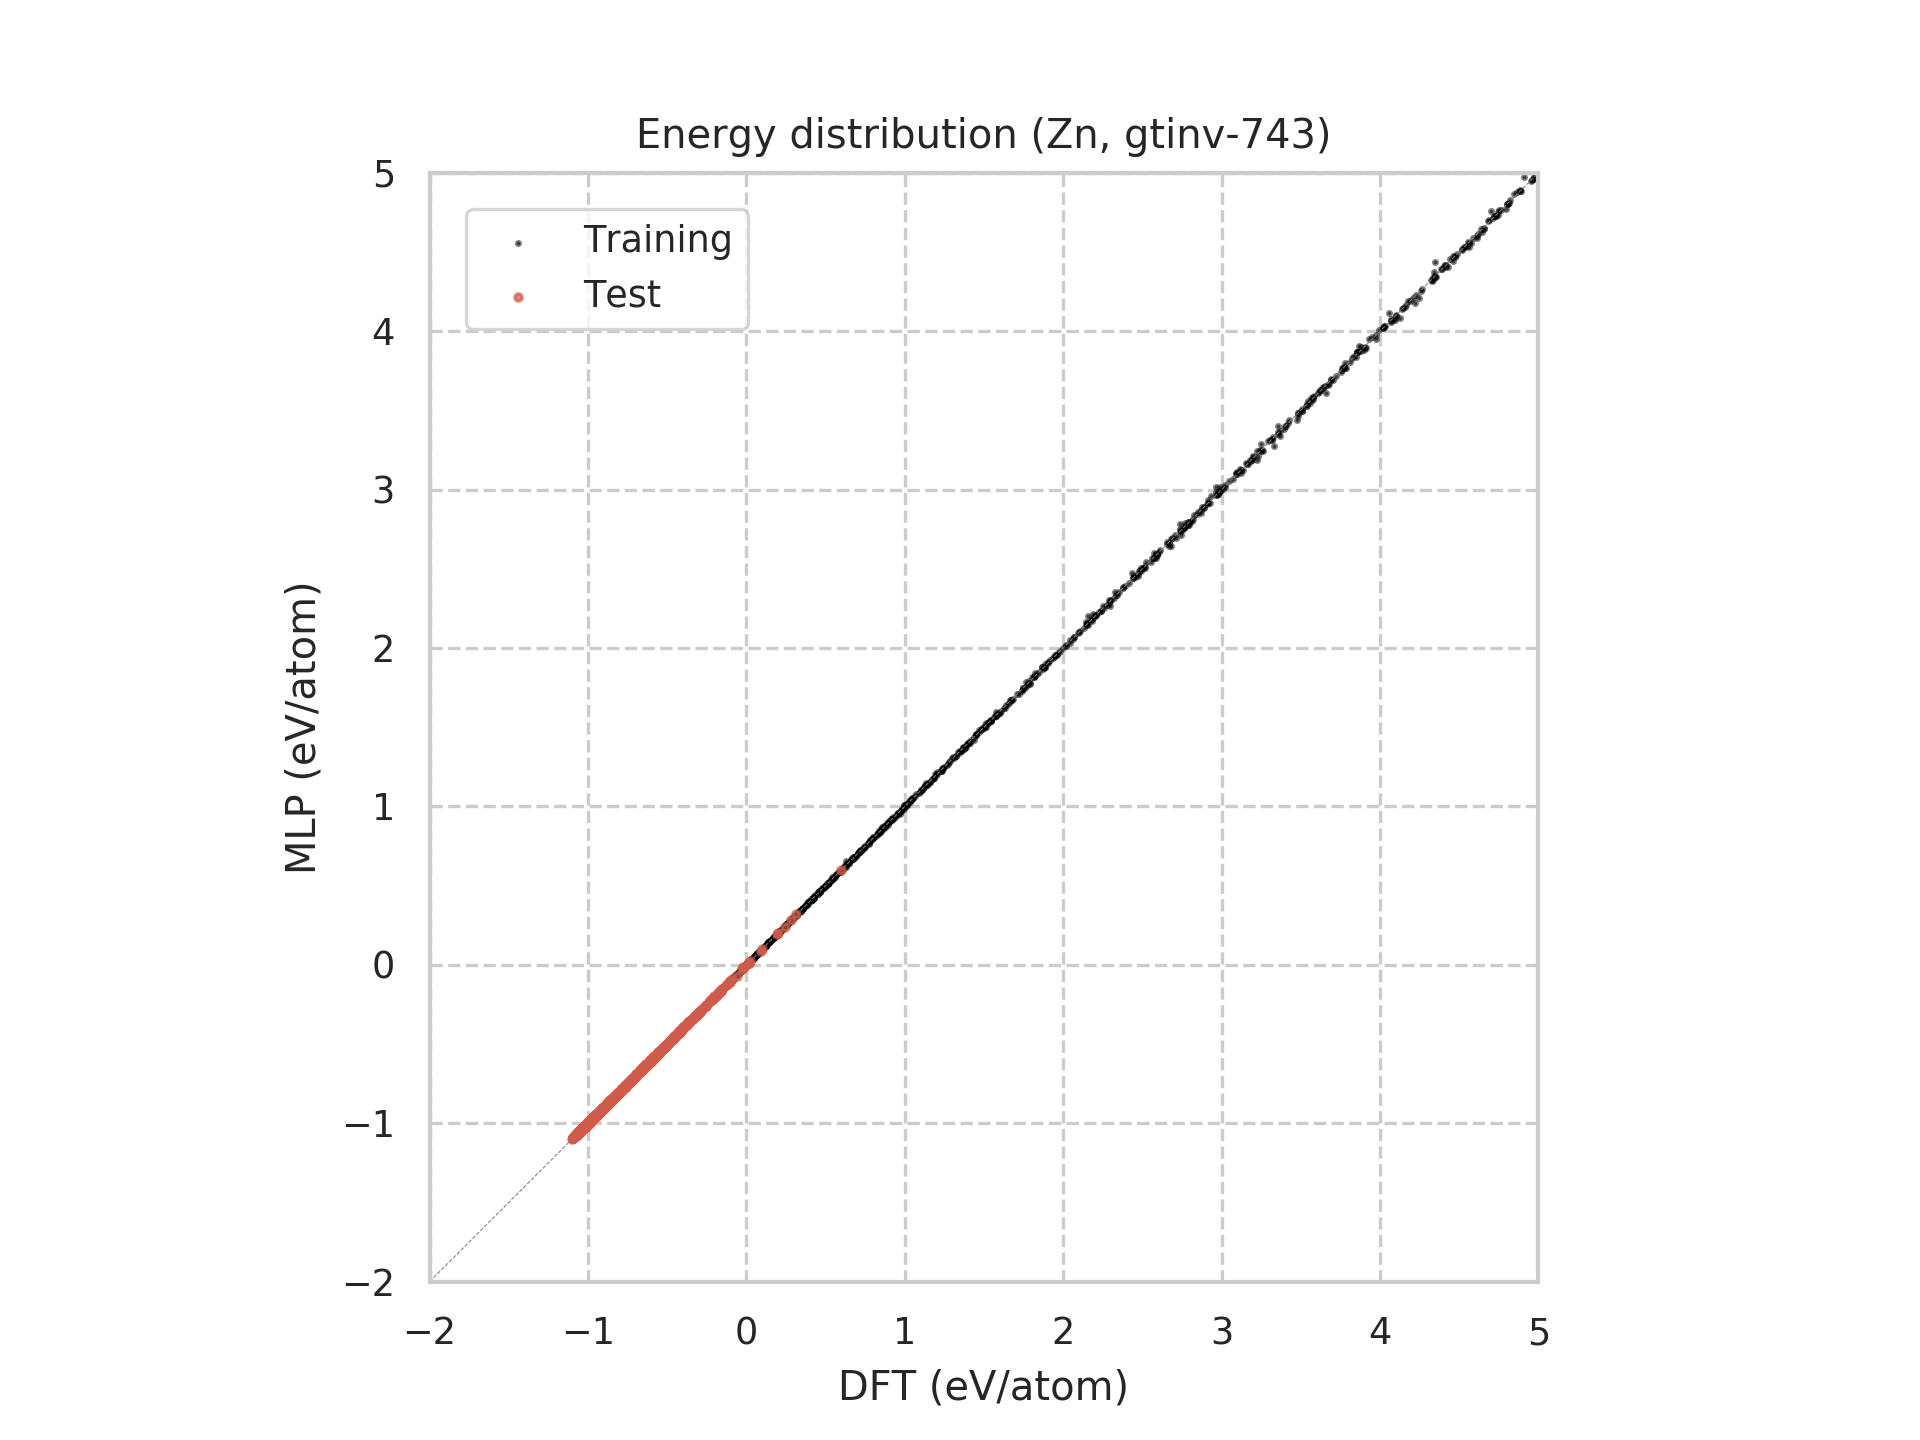 Energy distribution (Zn, gtinv-743)
Training
Test
MLP (eV/atom)
5
4
3
2
1
0
−1
−2
−2 −1 0 1 2 3 4 5
DFT (eV/atom)